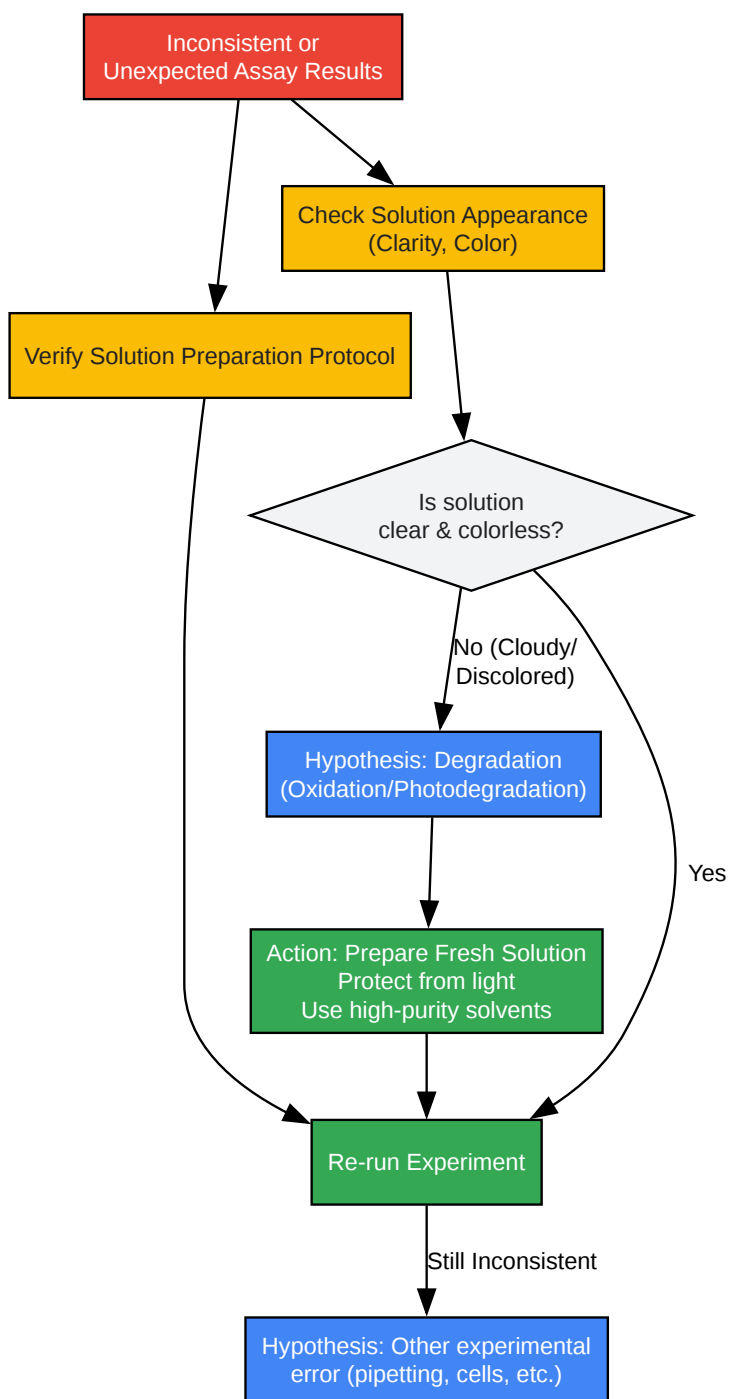 Inconsistent or
Unexpected Assay Results
Check Solution Appearance
(Clarity, Color)
Verify Solution Preparation Protocol
Is solution
clear & colorless?
No (Cloudy/
Discolored)
Hypothesis: Degradation
(Oxidation/Photodegradation)
Yes
Action: Prepare Fresh Solution
Protect from light
Use high-purity solvents
Re-run Experiment
Still Inconsistent
Hypothesis: Other experimental
error (pipetting, cells, etc.)